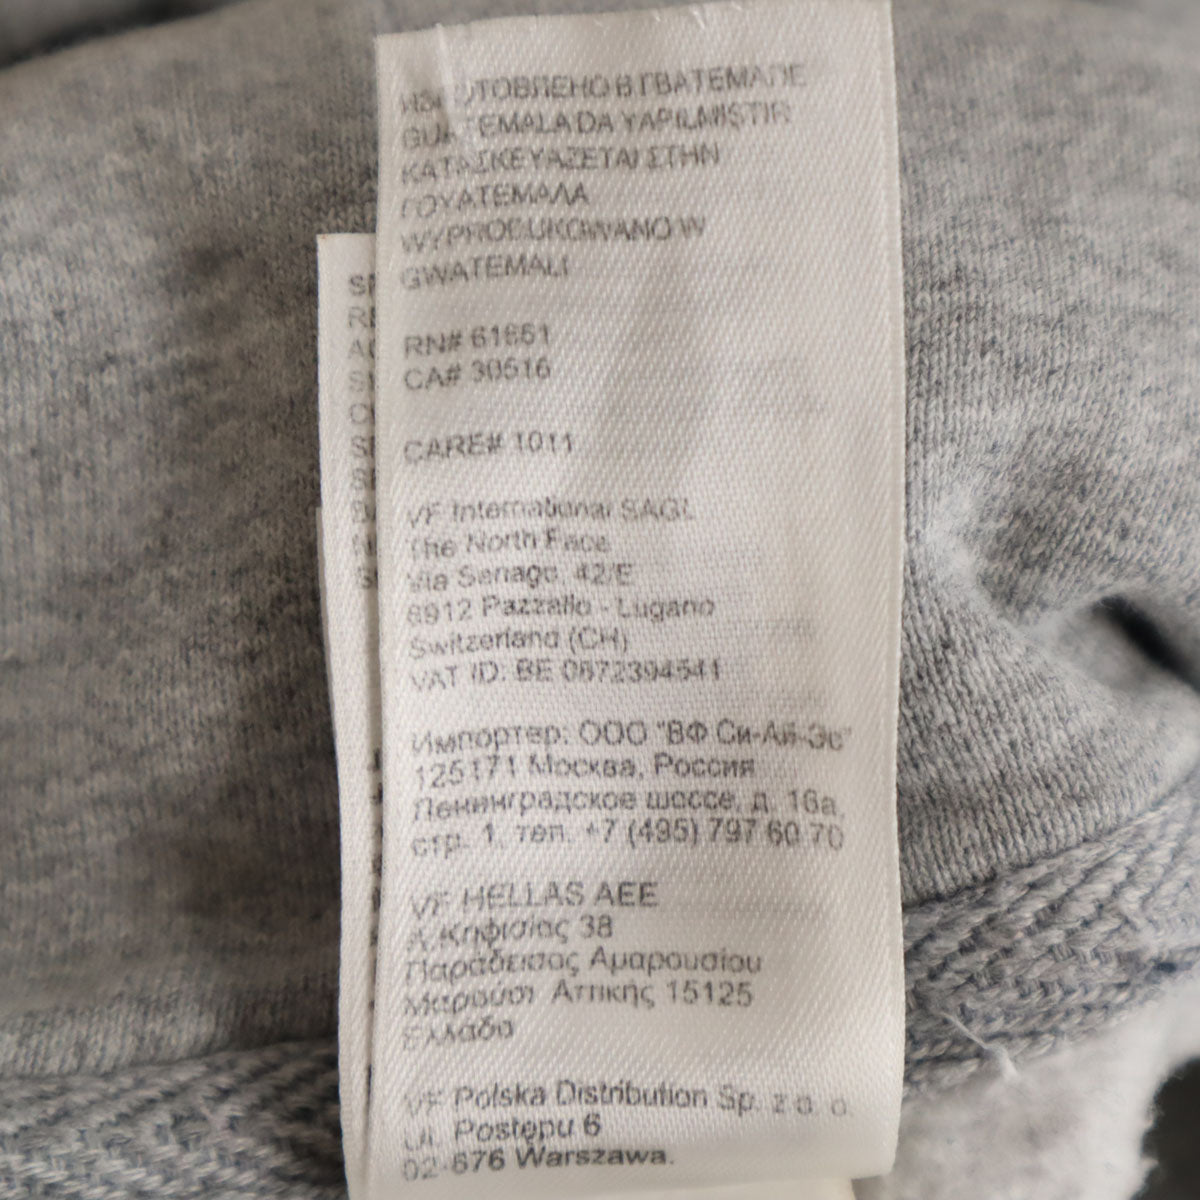 ИЗГОТОВЛЕНО В ГВАТЕМАЛЕ
GUATEMALA DA YAPILMISTIR
ΚΑΤΑΣΚΕΥΑΖΕΤΑΙ ΣΤΗΝ
ΓΟΥΑΤΕΜΑΛΑ
WYPRODUKOWANO W
GWATEMALI
RN# 61661
CA# 30516
CARE# 1011
VF International SAGL
The North Face
Via Senago, 42/E
6912 Pazzallo - Lugano
Switzerland (CH)
VAT ID: BE 0872394541
Импортер: ООО "ВФ Си-Ай-Эс"
125171 Москва, Россия
Ленинградское шоссе, д. 16а,
стр. 1, тел. +7 (495) 797 60 70
VF HELLAS AEE
Λ.Κηφισίας 38
Παράδεισος Αμαρουσίου
Μαρούσι Αττικής 15125
Ελλάδα
VF Polska Distribution Sp. z o. o.
Ul. Postępu 6
02-676 Warszawa.